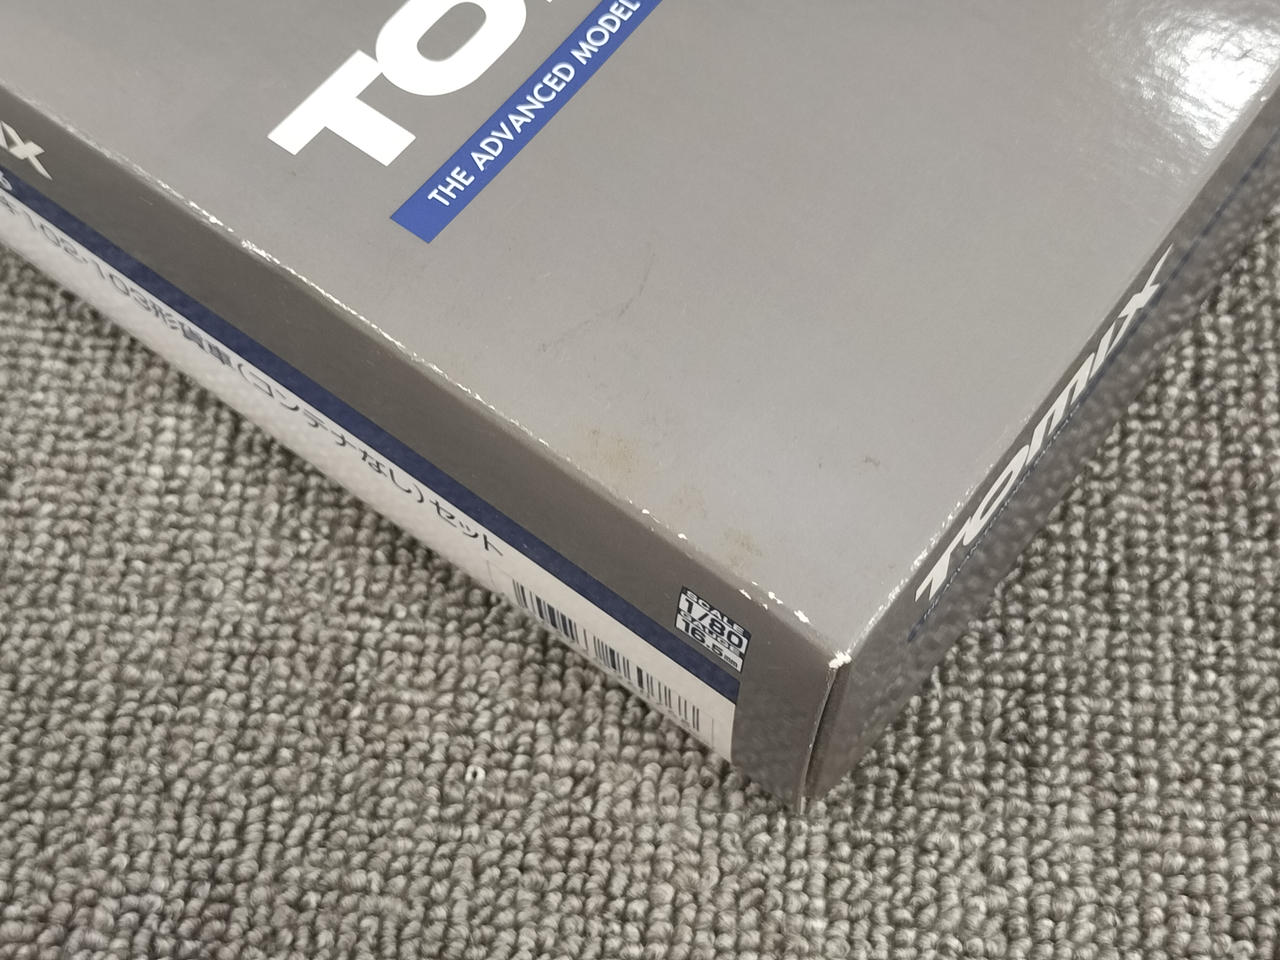 TO
THE ADVANCED MODEL
TOMIX
102・103形貨車(コンテナなし)セット
SCALE
1/80
GAUGE
16.5mm